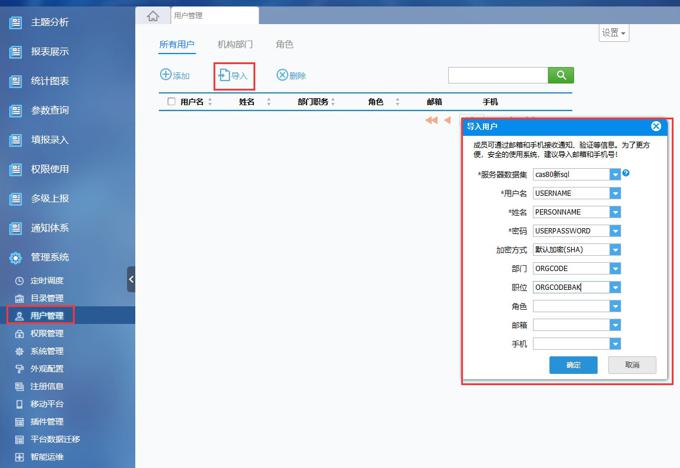 主题分析
报表展示
统计图表
参数查询
填报录入
权限使用
多级上报
通知体系
管理系统
定时调度
目录管理
用户管理
权限管理
系统管理
外观配置
注册信息
移动平台
插件管理
平台数据迁移
智能运维
用户管理
设置
所有用户 机构部门 角色
添加 导入 删除
用户名 姓名 部门职务 角色 邮箱 手机
导入用户
成员可通过邮箱和手机接收通知、验证等信息。为了更方
便，安全的使用系统，建议导入邮箱和手机号！
*服务器数据集 cas80新sql
*用户名 USERNAME
*姓名 PERSONNAME
*密码 USERPASSWORD
加密方式 默认加密(SHA)
部门 ORGCODE
职位 ORGCODEBAK
角色
邮箱
手机
确定 取消